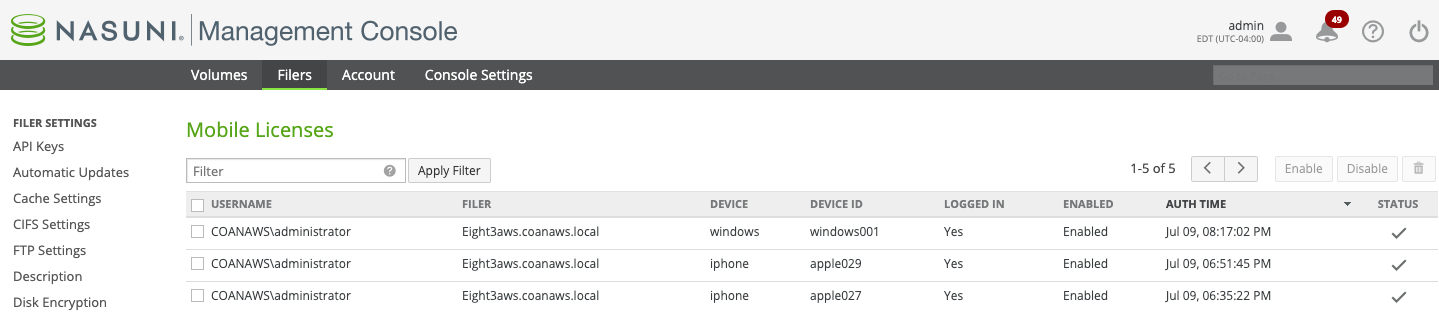 NASUNI® Management Console
admin
EDT (UTC-04:00)
49
Volumes Filers Account Console Settings
FILER SETTINGS
API Keys
Automatic Updates
Cache Settings
CIFS Settings
FTP Settings
Description
Disk Encryption
Mobile Licenses
Filter ? Apply Filter 1-5 of 5 Enable Disable
USERNAME FILER DEVICE DEVICE ID LOGGED IN ENABLED AUTH TIME STATUS
COANAWS\administrator Eight3aws.coanaws.local windows windows001 Yes Enabled Jul 09, 08:17:02 PM
COANAWS\administrator Eight3aws.coanaws.local iphone apple029 Yes Enabled Jul 09, 06:51:45 PM
COANAWS\administrator Eight3aws.coanaws.local iphone apple027 Yes Enabled Jul 09, 06:35:22 PM